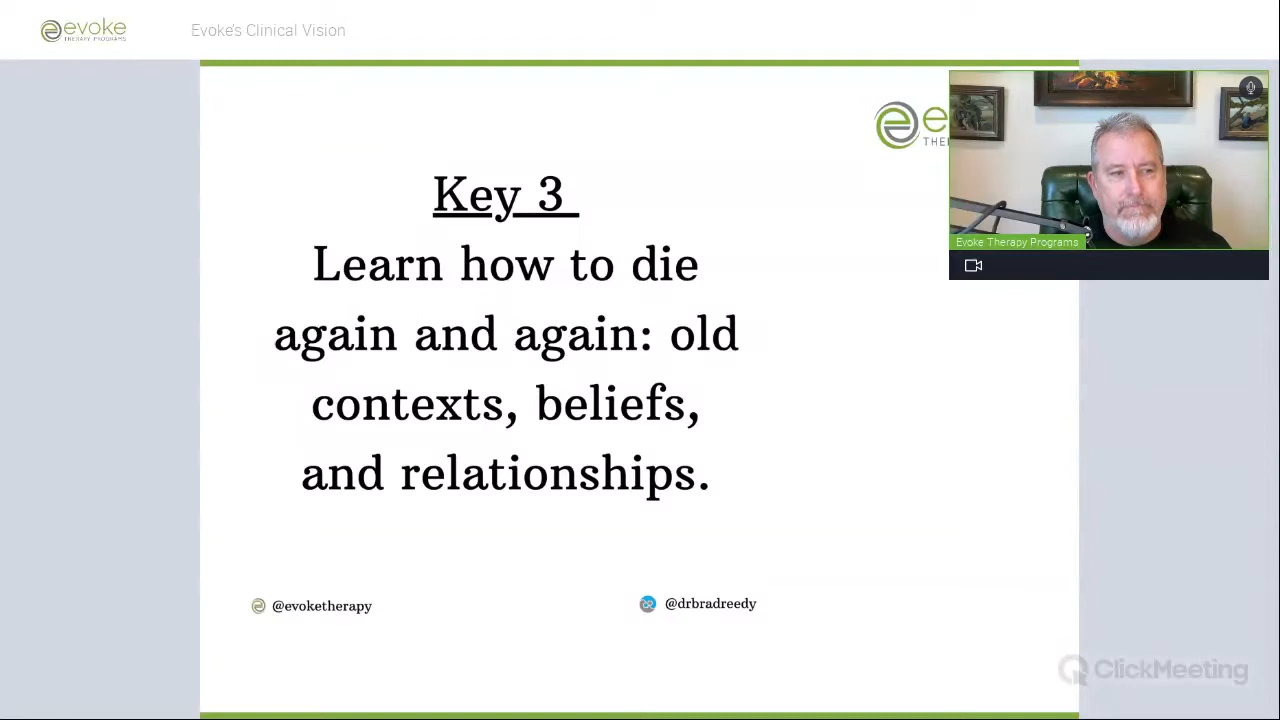 evoke
THERAPY PROGRAMS
Evoke's Clinical Vision
e
THE
Key 3
Learn how to die
again and again: old
contexts, beliefs,
and relationships.
Evoke Therapy Programs
@evoketherapy
@drbradreedy
ClickMeeting